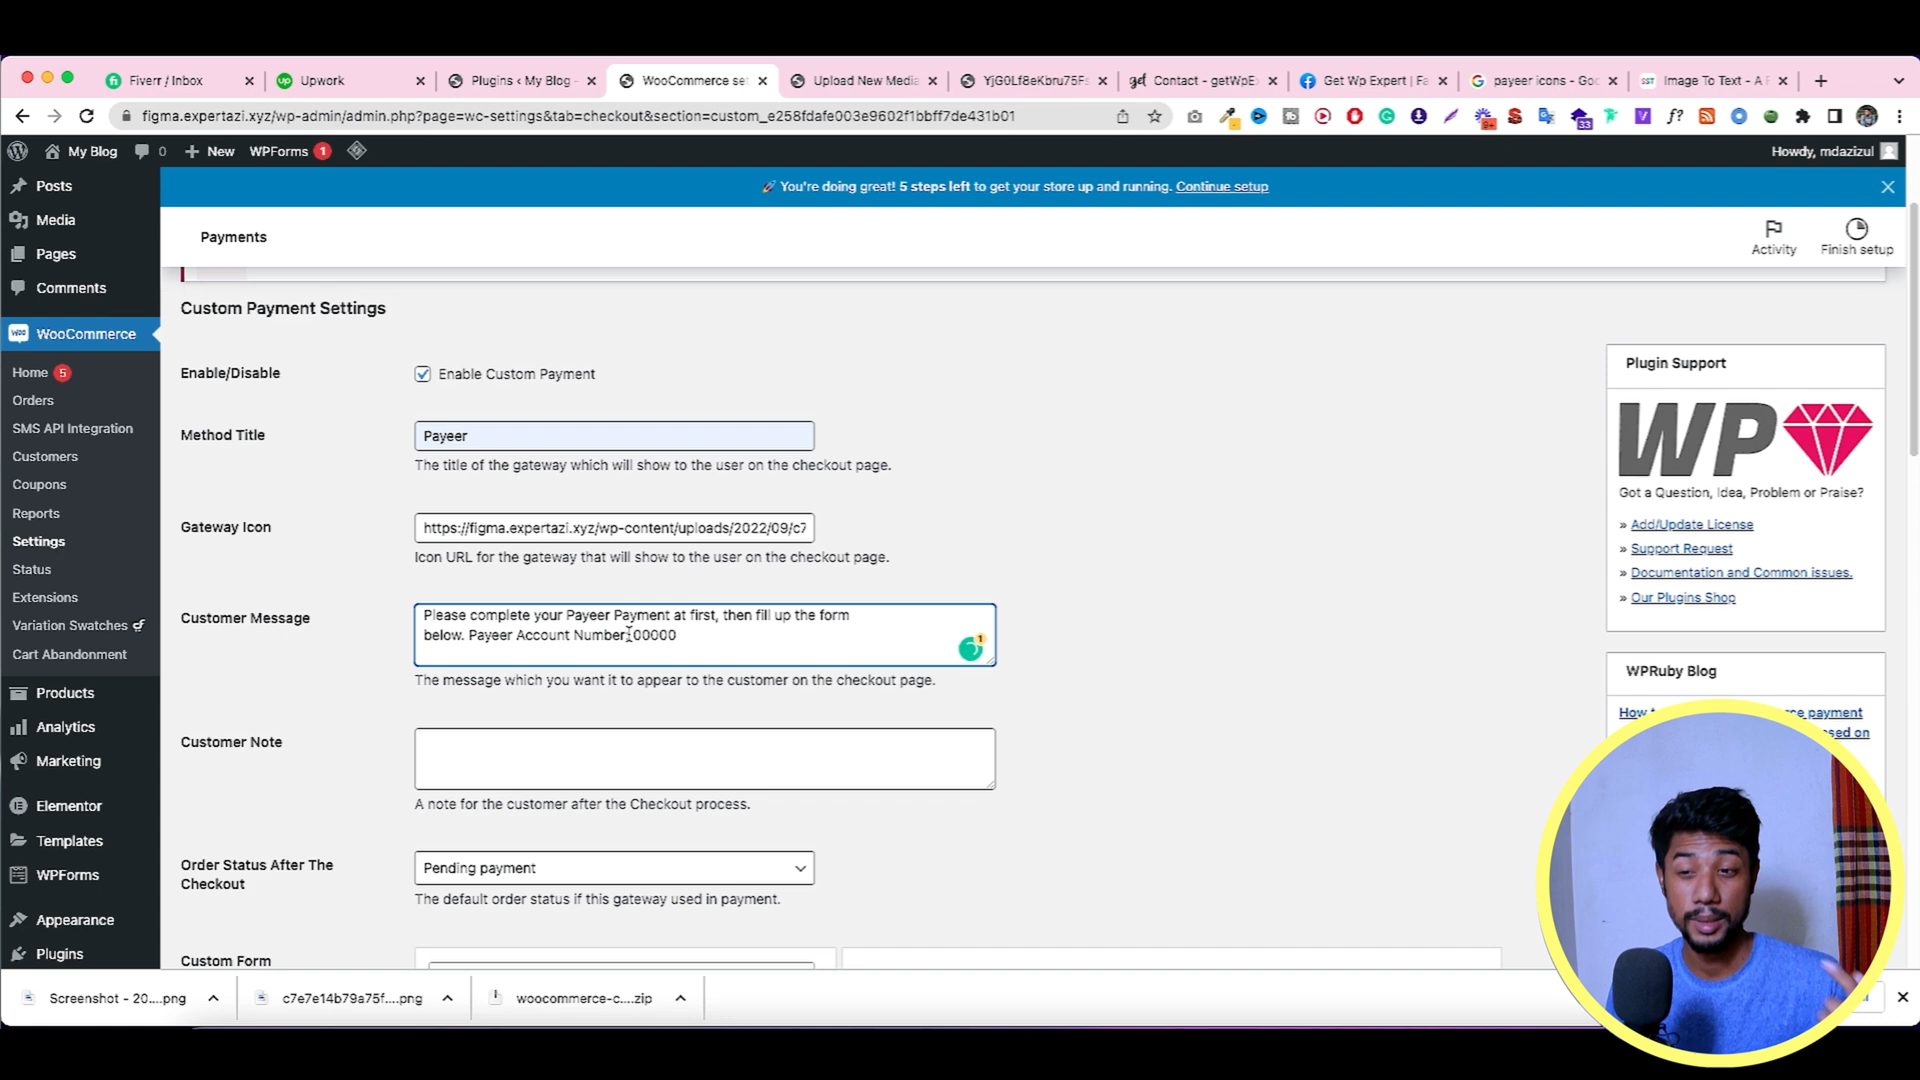 Fiverr / Inbox
Upwork
Plugins ‹ My Blog -
WooCommerce set
Upload New Media
YjG0Lf8eKbru75Fs
Contact - getWpEx
Get Wp Expert | Fa
payeer icons - Goo
Image To Text - A F
figma.expertazi.xyz/wp-admin/admin.php?page=wc-settings&tab=checkout&section=custom_e258fdafe003e9602f1bbff7de431b01
My Blog
0
New
WPForms 1
Howdy, mdazizul
You're doing great! 5 steps left to get your store up and running. Continue setup
Posts
Media
Pages
Comments
WooCommerce
Home 5
Orders
SMS API Integration
Customers
Coupons
Reports
Settings
Status
Extensions
Variation Swatches
Cart Abandonment
Products
Analytics
Marketing
Elementor
Templates
WPForms
Appearance
Plugins
Payments
Activity
Finish setup
Custom Payment Settings
Enable/Disable
Enable Custom Payment
Method Title
Payeer
The title of the gateway which will show to the user on the checkout page.
Gateway Icon
https://figma.expertazi.xyz/wp-content/uploads/2022/09/c7
Icon URL for the gateway that will show to the user on the checkout page.
Customer Message
Please complete your Payeer Payment at first, then fill up the form
below. Payeer Account Number:00000
1
The message which you want it to appear to the customer on the checkout page.
Customer Note
A note for the customer after the Checkout process.
Order Status After The
Checkout
Pending payment
The default order status if this gateway used in payment.
Custom Form
Plugin Support
WP
Got a Question, Idea, Problem or Praise?
» Add/Update License
» Support Request
» Documentation and Common issues.
» Our Plugins Shop
WPRuby Blog
How payment
Screenshot - 20....png
c7e7e14b79a75f....png
woocommerce-c....zip